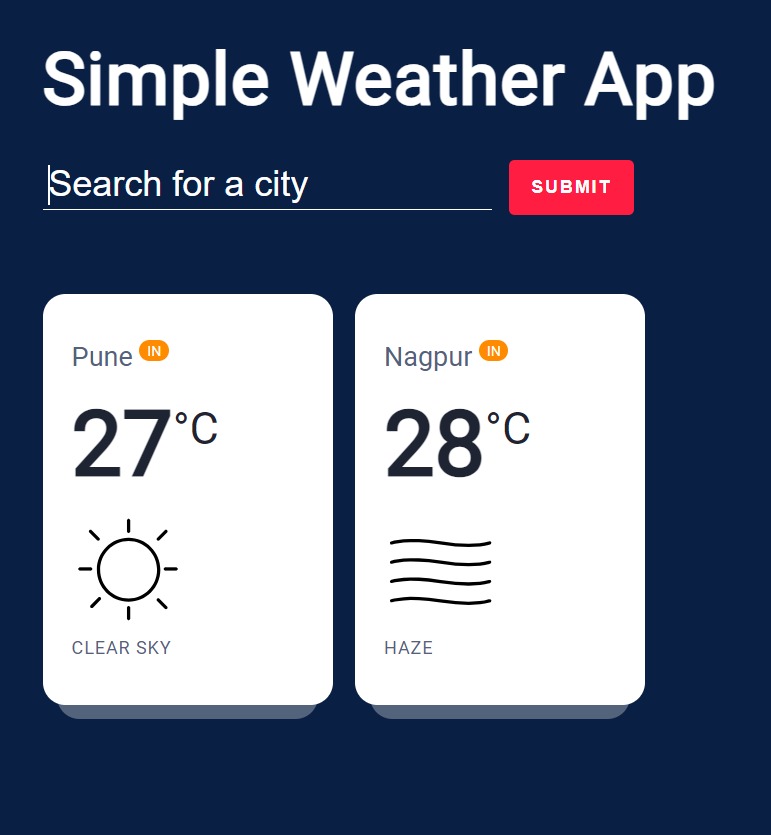 Simple Weather App
Search for a city
SUBMIT
Pune IN
27°C
CLEAR SKY
Nagpur IN
28°C
HAZE